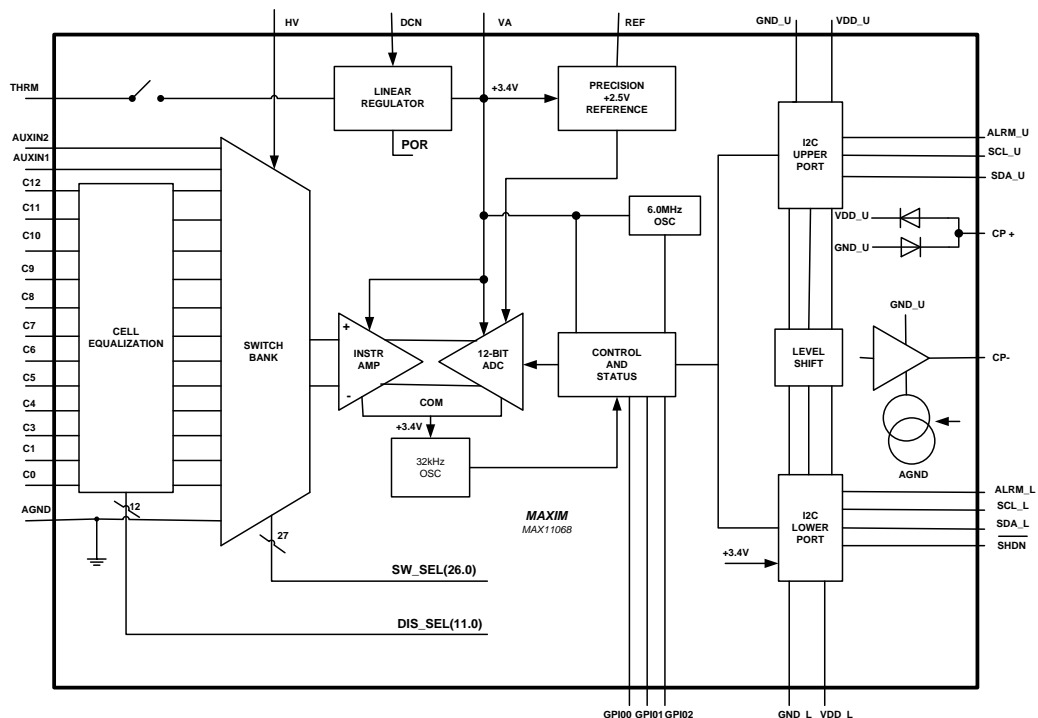 HV
DCN
VA
REF
GND_U
VDD_U
THRM
LINEAR
REGULATOR
+3.4V
PRECISION
+2.5V
REFERENCE
POR
AUXIN2
AUXIN1
C12
C11
C10
C9
C8
C7
C6
C5
C4
C3
C1
C0
AGND
CELL
EQUALIZATION
12
SWITCH
BANK
27
SW_SEL(26.0)
DIS_SEL(11.0)
+
-
INSTR
AMP
12-BIT
ADC
COM
+3.4V
32kHz
OSC
6.0MHz
OSC
CONTROL
AND
STATUS
MAXIM
MAX11068
I2C
UPPER
PORT
ALRM_U
SCL_U
SDA_U
VDD_U
GND_U
CP +
GND_U
LEVEL
SHIFT
CP-
AGND
I2C
LOWER
PORT
+3.4V
ALRM_L
SCL_L
SDA_L
SHDN
GPI00 GPI01 GPI02
GND_L VDD_L